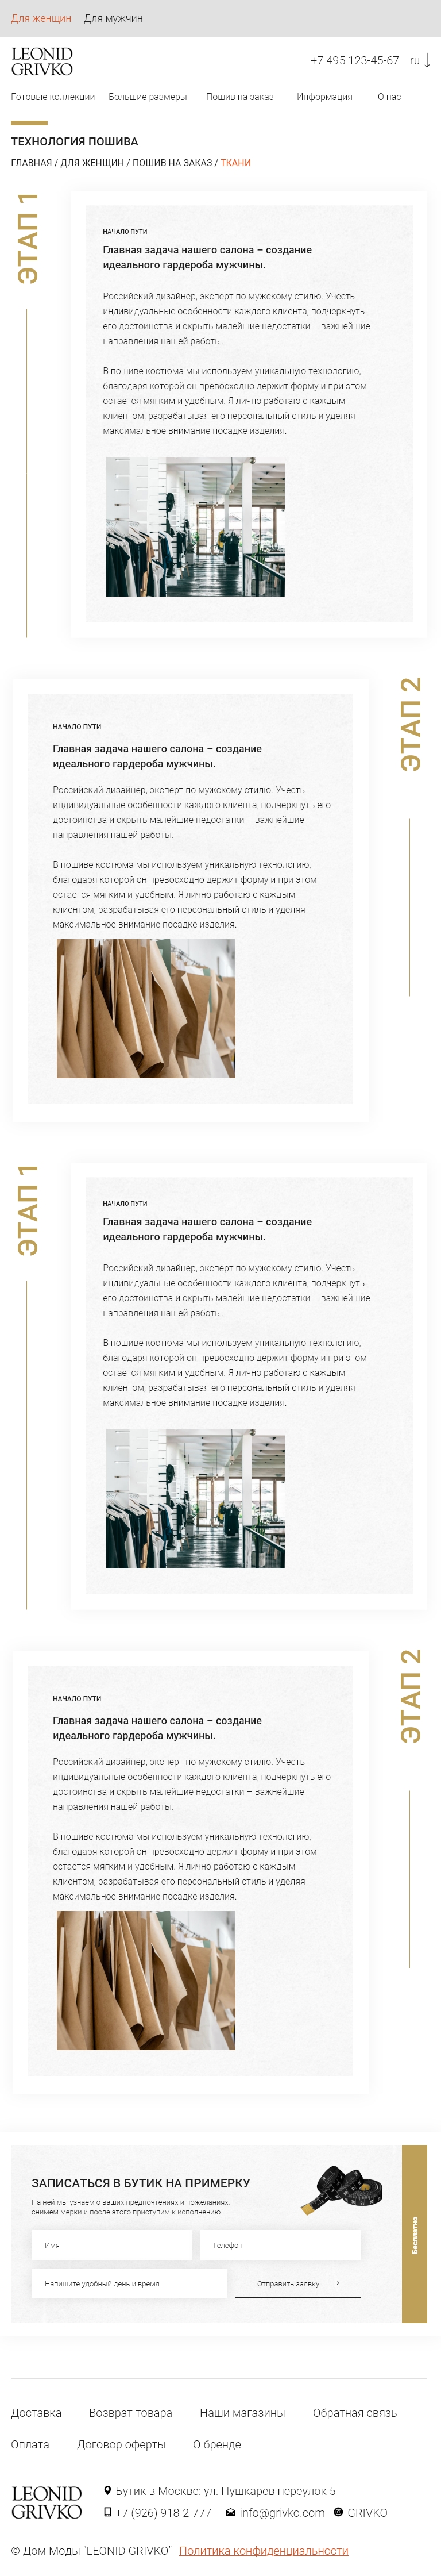 Для женщин Для мужчин
LEONID
GRIVKO
+7 495 123-45-67 ru
Готовые коллекции Большие размеры Пошив на заказ Информация О нас
ТЕХНОЛОГИЯ ПОШИВА
ГЛАВНАЯ / ДЛЯ ЖЕНЩИН / ПОШИВ НА ЗАКАЗ / ТКАНИ
ЭТАП 1
НАЧАЛО ПУТИ
Главная задача нашего салона – создание
идеального гардероба мужчины.
Российский дизайнер, эксперт по мужскому стилю. Учесть
индивидуальные особенности каждого клиента, подчеркнуть
его достоинства и скрыть малейшие недостатки – важнейшие
направления нашей работы.
В пошиве костюма мы используем уникальную технологию,
благодаря которой он превосходно держит форму и при этом
остается мягким и удобным. Я лично работаю с каждым
клиентом, разрабатывая его персональный стиль и уделяя
максимальное внимание посадке изделия.
ЭТАП 2
НАЧАЛО ПУТИ
Главная задача нашего салона – создание
идеального гардероба мужчины.
Российский дизайнер, эксперт по мужскому стилю. Учесть
индивидуальные особенности каждого клиента, подчеркнуть его
достоинства и скрыть малейшие недостатки – важнейшие
направления нашей работы.
В пошиве костюма мы используем уникальную технологию,
благодаря которой он превосходно держит форму и при этом
остается мягким и удобным. Я лично работаю с каждым
клиентом, разрабатывая его персональный стиль и уделяя
максимальное внимание посадке изделия.
ЭТАП 1
НАЧАЛО ПУТИ
Главная задача нашего салона – создание
идеального гардероба мужчины.
Российский дизайнер, эксперт по мужскому стилю. Учесть
индивидуальные особенности каждого клиента, подчеркнуть
его достоинства и скрыть малейшие недостатки – важнейшие
направления нашей работы.
В пошиве костюма мы используем уникальную технологию,
благодаря которой он превосходно держит форму и при этом
остается мягким и удобным. Я лично работаю с каждым
клиентом, разрабатывая его персональный стиль и уделяя
максимальное внимание посадке изделия.
ЭТАП 2
НАЧАЛО ПУТИ
Главная задача нашего салона – создание
идеального гардероба мужчины.
Российский дизайнер, эксперт по мужскому стилю. Учесть
индивидуальные особенности каждого клиента, подчеркнуть его
достоинства и скрыть малейшие недостатки – важнейшие
направления нашей работы.
В пошиве костюма мы используем уникальную технологию,
благодаря которой он превосходно держит форму и при этом
остается мягким и удобным. Я лично работаю с каждым
клиентом, разрабатывая его персональный стиль и уделяя
максимальное внимание посадке изделия.
ЗАПИСАТЬСЯ В БУТИК НА ПРИМЕРКУ
На ней мы узнаем о ваших предпочтениях и пожеланиях,
снимем мерки и после этого приступим к исполнению.
Имя Телефон
Напишите удобный день и время Отправить заявку
Бесплатно
Доставка Возврат товара Наши магазины Обратная связь
Оплата Договор оферты О бренде
LEONID
GRIVKO
Бутик в Москве: ул. Пушкарев переулок 5
+7 (926) 918-2-777 info@grivko.com GRIVKO
© Дом Моды "LEONID GRIVKO" Политика конфиденциальности